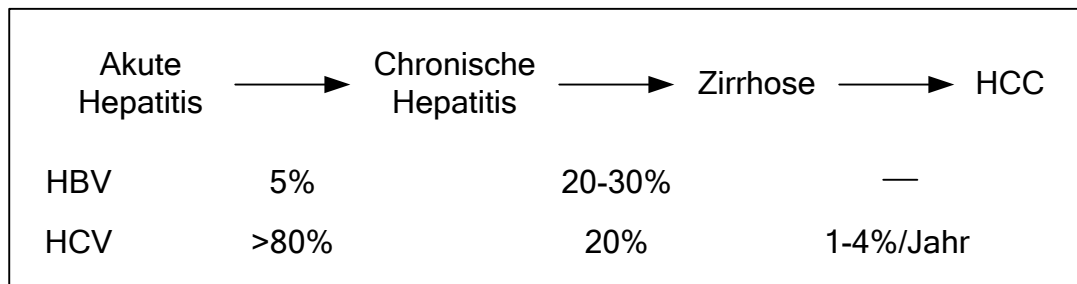 Akute Hepatitis → Chronische Hepatitis → Zirrhose → HCC
HBV 5% 20-30% —
HCV >80% 20% 1-4%/Jahr